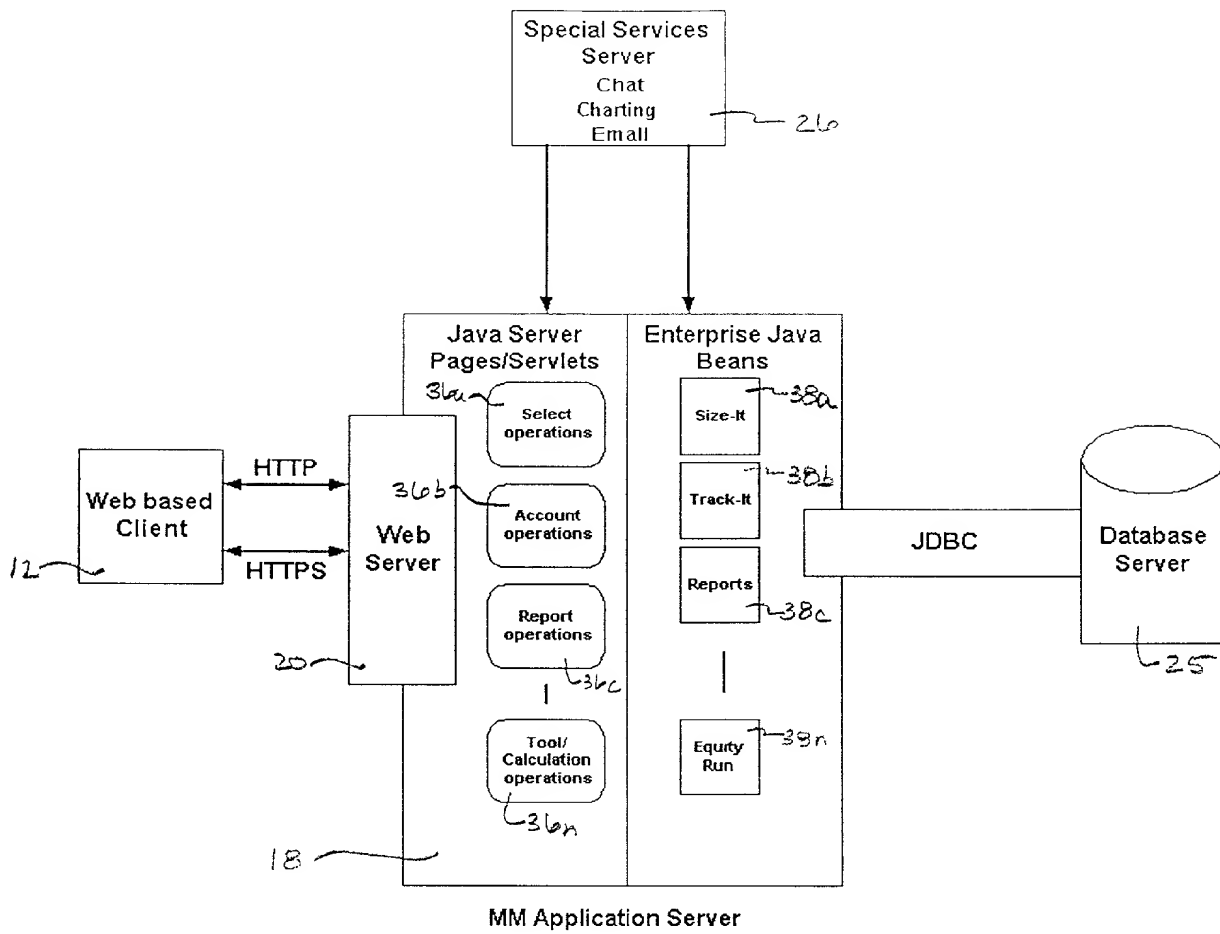 Special Services
Server
Chat
Charting
Email
26
Java Server
Pages/Servlets
Enterprise Java
Beans
36a
Select
operations
38a
Size-It
36b
Account
operations
38b
Track-It
Report
operations
36c
Reports
38c
Tool/
Calculation
operations
36n
Equity
Run
38n
18
HTTP
HTTPS
Web based
Client
12
Web
Server
20
JDBC
Database
Server
25
MM Application Server